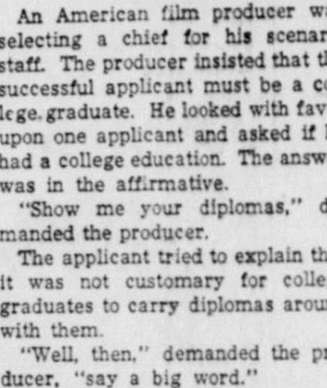 An American film producer w
selecting a chief for his scenar
staff. The producer insisted that t
successful applicant must be a co
lege. graduate. He looked with fav
upon one applicant and asked if
had a college education. The answ
was in the affirmative.
"Show me your diplomas," d
manded the producer.
The applicant tried to explain th
it was not customary for colle
graduates to carry diplomas arou
with them.
"Well, then," demanded the pr
ducer, "say a big word."